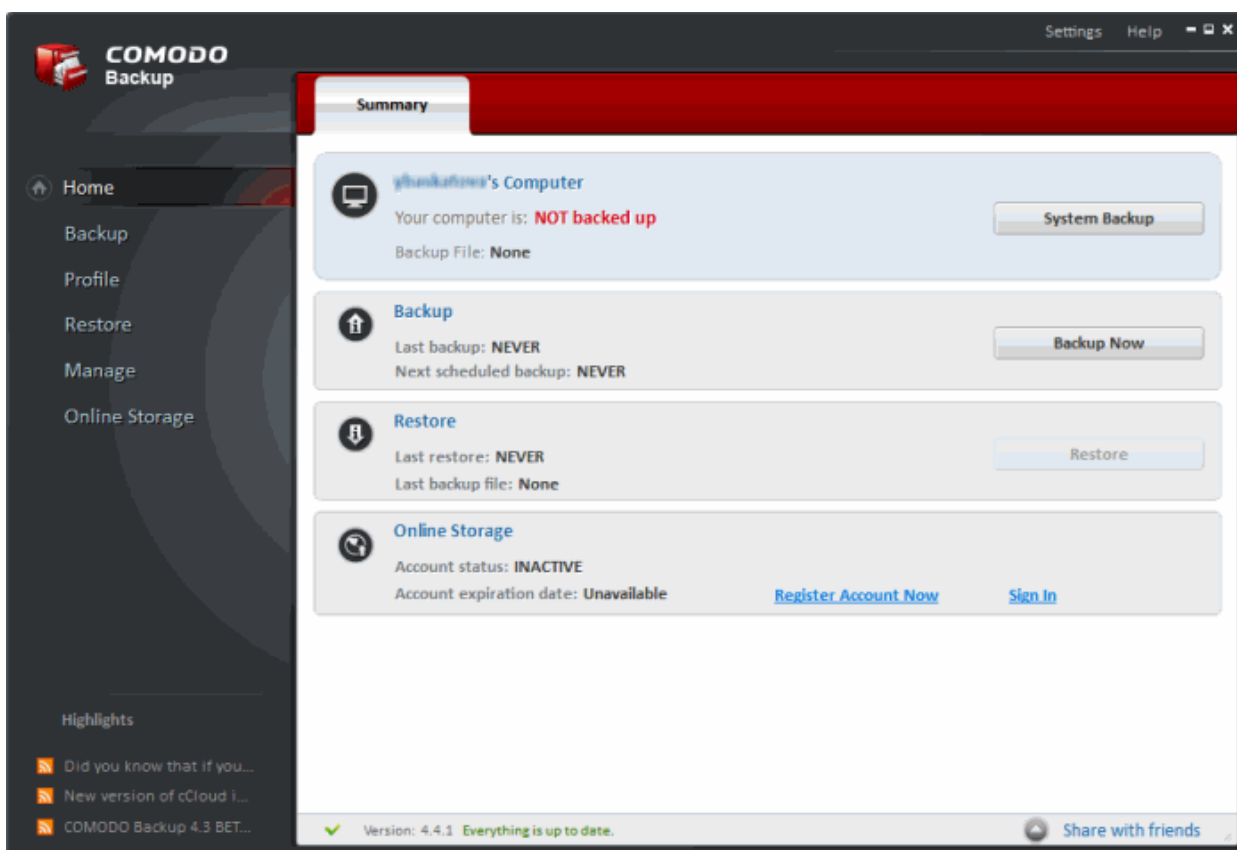 COMODO
Backup
Settings Help
Summary
Home
Backup
Profile
Restore
Manage
Online Storage
's Computer
Your computer is: NOT backed up
Backup File: None
System Backup
Backup
Last backup: NEVER
Next scheduled backup: NEVER
Backup Now
Restore
Last restore: NEVER
Last backup file: None
Restore
Online Storage
Account status: INACTIVE
Account expiration date: Unavailable
Register Account Now
Sign In
Highlights
Did you know that if you...
New version of cCloud i...
COMODO Backup 4.3 BET...
Version: 4.4.1 Everything is up to date.
Share with friends